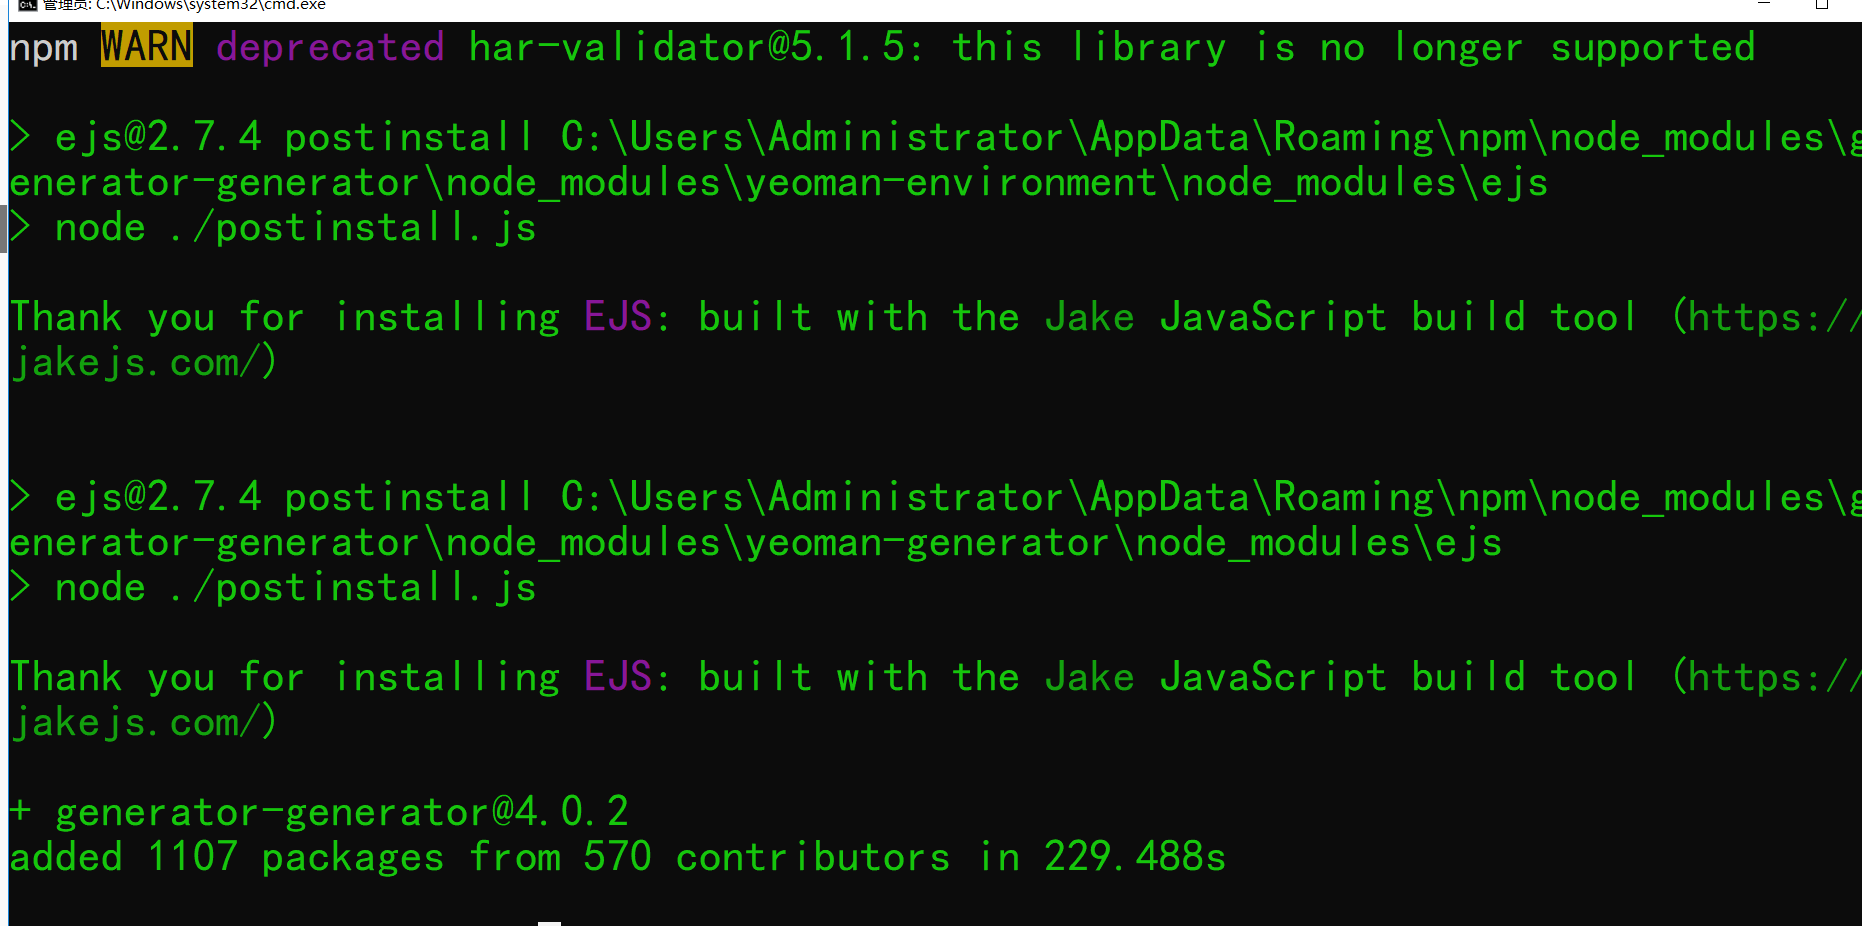 管理员: C:\Windows\system32\cmd.exe
npm WARN deprecated har-validator@5.1.5: this library is no longer supported
> ejs@2.7.4 postinstall C:\Users\Administrator\AppData\Roaming\npm\node_modules\g
enerator-generator\node_modules\yeoman-environment\node_modules\ejs
> node ./postinstall.js
Thank you for installing EJS: built with the Jake JavaScript build tool (https://
jakejs.com/)
> ejs@2.7.4 postinstall C:\Users\Administrator\AppData\Roaming\npm\node_modules\g
enerator-generator\node_modules\yeoman-generator\node_modules\ejs
> node ./postinstall.js
Thank you for installing EJS: built with the Jake JavaScript build tool (https://
jakejs.com/)
+ generator-generator@4.0.2
added 1107 packages from 570 contributors in 229.488s